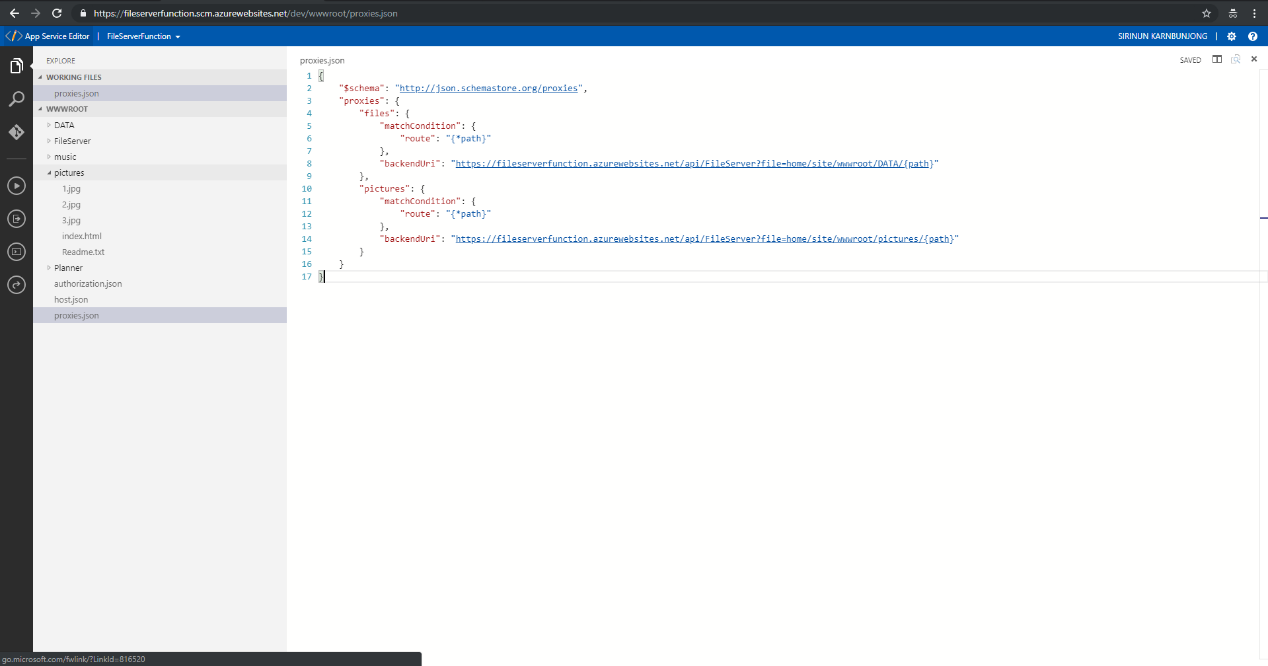 https://fileserverfunction.scm.azurewebsites.net/dev/wwwroot/proxies.json
App Service Editor | FileServerFunction
SIRINUN KARNBUNJONG |
EXPLORE
WORKING FILES
proxies.json
WWWROOT
DATA
FileServer
music
pictures
1.jpg
2.jpg
3.jpg
index.html
Readme.txt
Planner
authorization.json
host.json
proxies.json
proxies.json
SAVED
1 {
2 "$schema": "http://json.schemastore.org/proxies",
3 "proxies": {
4 "files": {
5 "matchCondition": {
6 "route": "{*path}"
7 },
8 "backendUri": "https://fileserverfunction.azurewebsites.net/api/FileServer?file=home/site/wwwroot/DATA/{path}"
9 },
10 "pictures": {
11 "matchCondition": {
12 "route": "{*path}"
13 },
14 "backendUri": "https://fileserverfunction.azurewebsites.net/api/FileServer?file=home/site/wwwroot/pictures/{path}"
15 }
16 }
17 }
go.microsoft.com/fwlink/?LinkId=816520